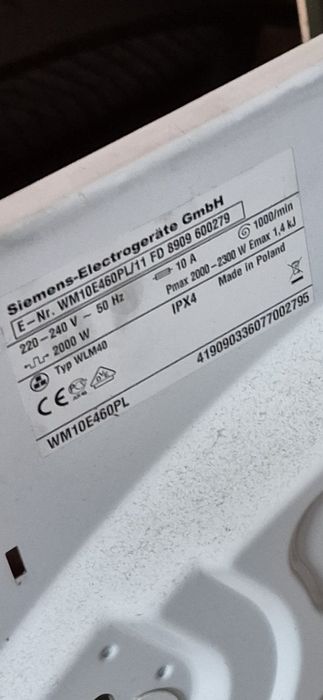 Siemens-Electrogeräte GmbH
E-Nr. WM10E460PL/11 FD 8909 600279
220-240 V ~ 50 Hz 10 A 1000/min
2000 W Pmax 2000-2300 W Emax 1,4 kJ
Typ WLM40 IPX4 Made in Poland
CE
WM10E460PL 419090336077002795